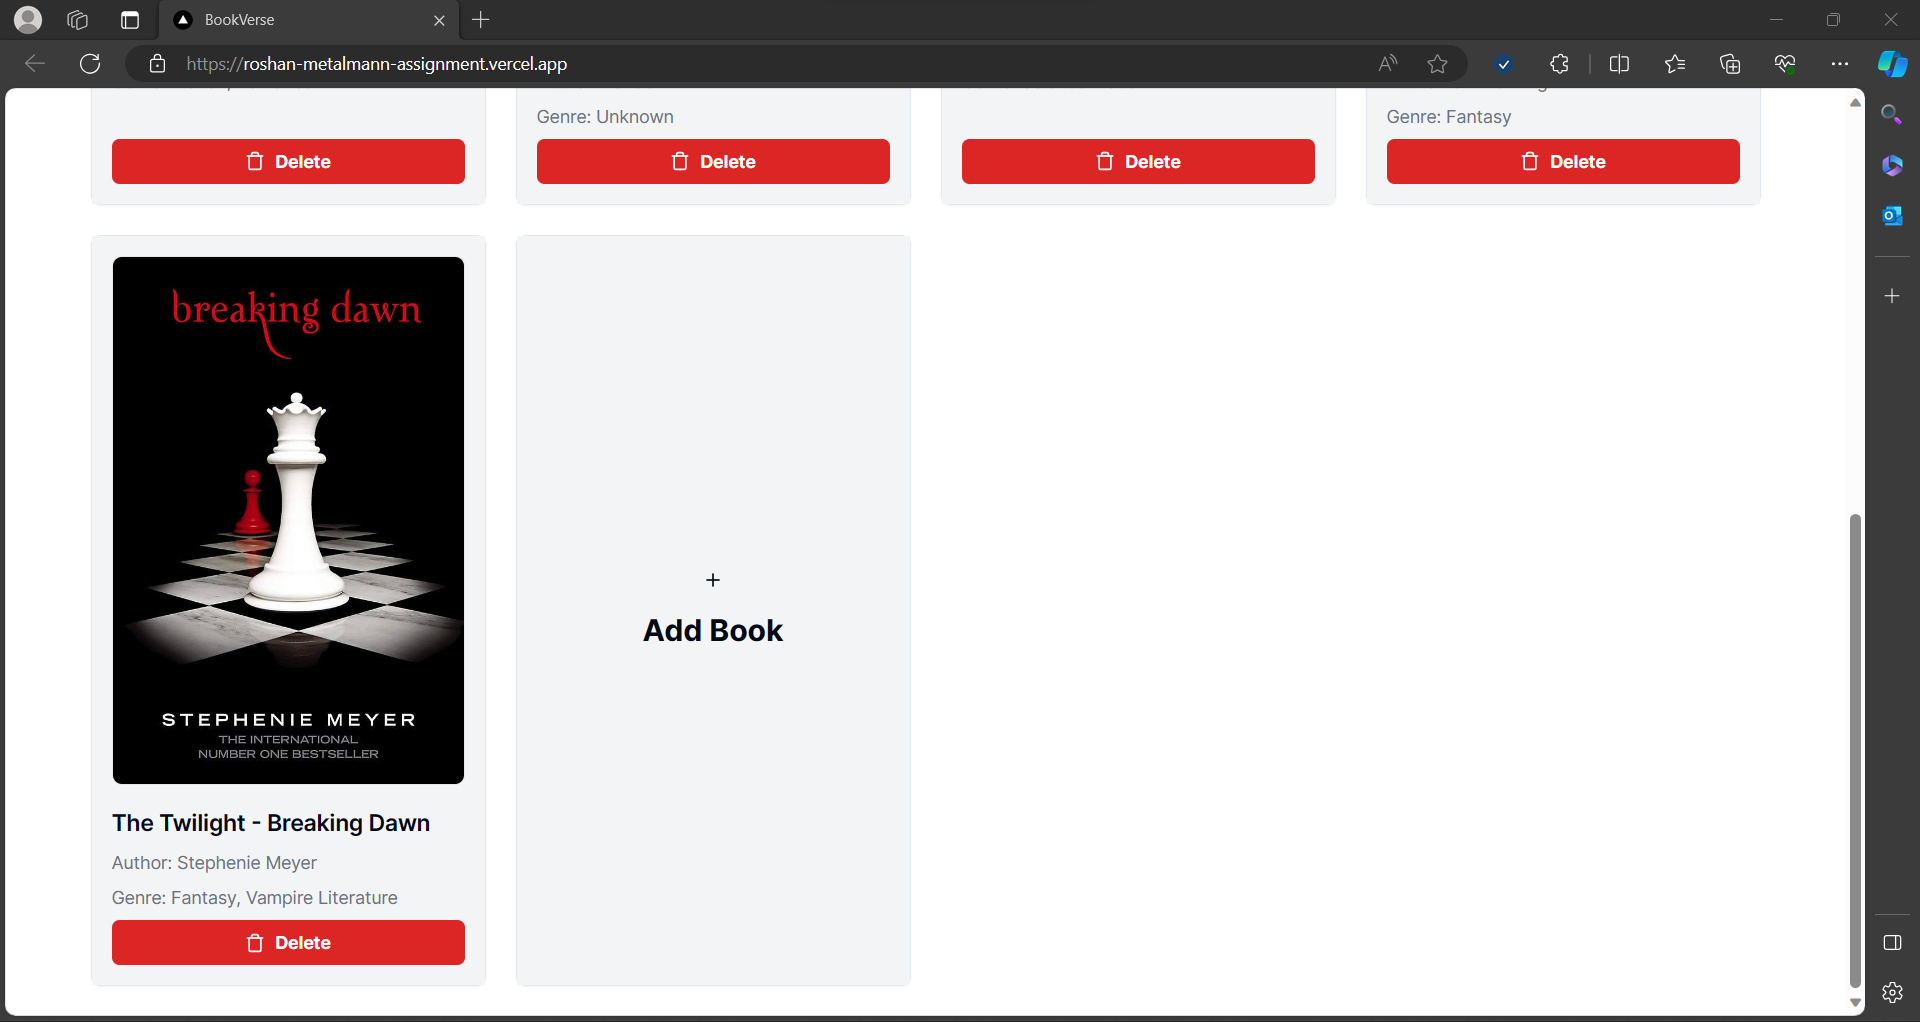 BookVerse
https://roshan-metalmann-assignment.vercel.app
Genre: Unknown
Genre: Fantasy
Delete
Delete
Delete
Delete
breaking dawn
STEPHENIE MEYER
THE INTERNATIONAL
NUMBER ONE BESTSELLER
The Twilight - Breaking Dawn
Author: Stephenie Meyer
Genre: Fantasy, Vampire Literature
Delete
+
Add Book